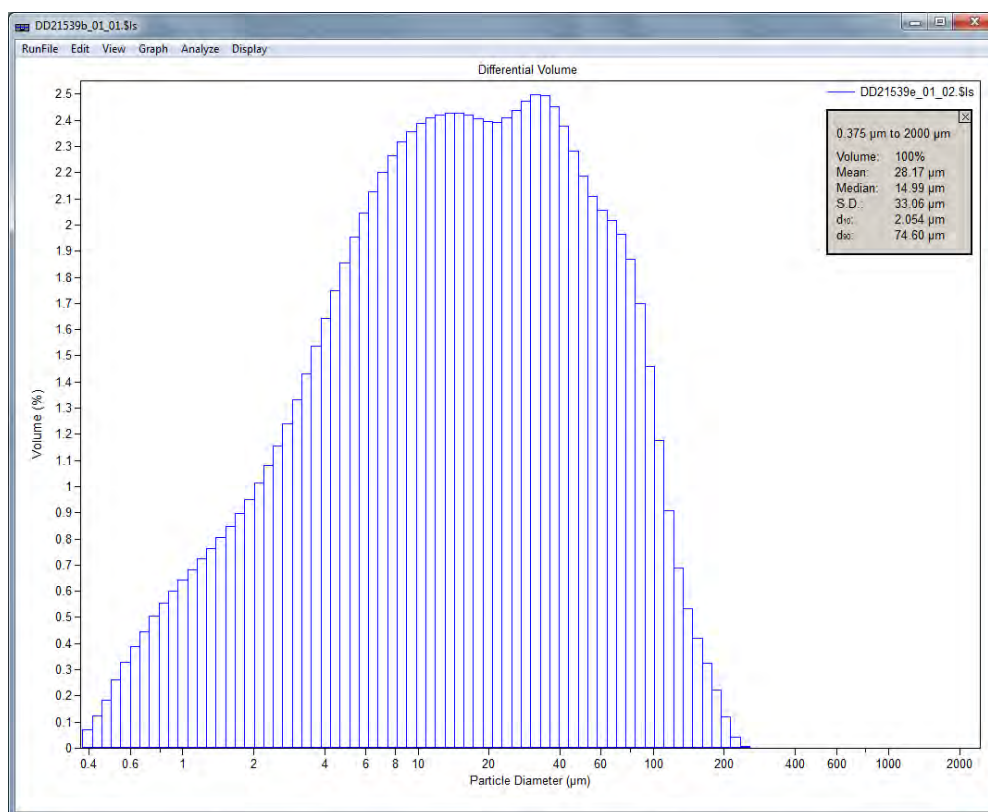 DD21539b_01_01.$ls
RunFile Edit View Graph Analyze Display
Differential Volume
DD21539e_01_02.$ls
0.375 µm to 2000 µm
Volume: 100%
Mean: 28.17 µm
Median: 14.99 µm
S.D.: 33.06 µm
d10: 2.054 µm
d90: 74.60 µm
Volume (%)
2.5
2.4
2.3
2.2
2.1
2
1.9
1.8
1.7
1.6
1.5
1.4
1.3
1.2
1.1
1
0.9
0.8
0.7
0.6
0.5
0.4
0.3
0.2
0.1
0
0.4 0.6 1 2 4 6 8 10 20 40 60 100 200 400 600 1000 2000
Particle Diameter (µm)